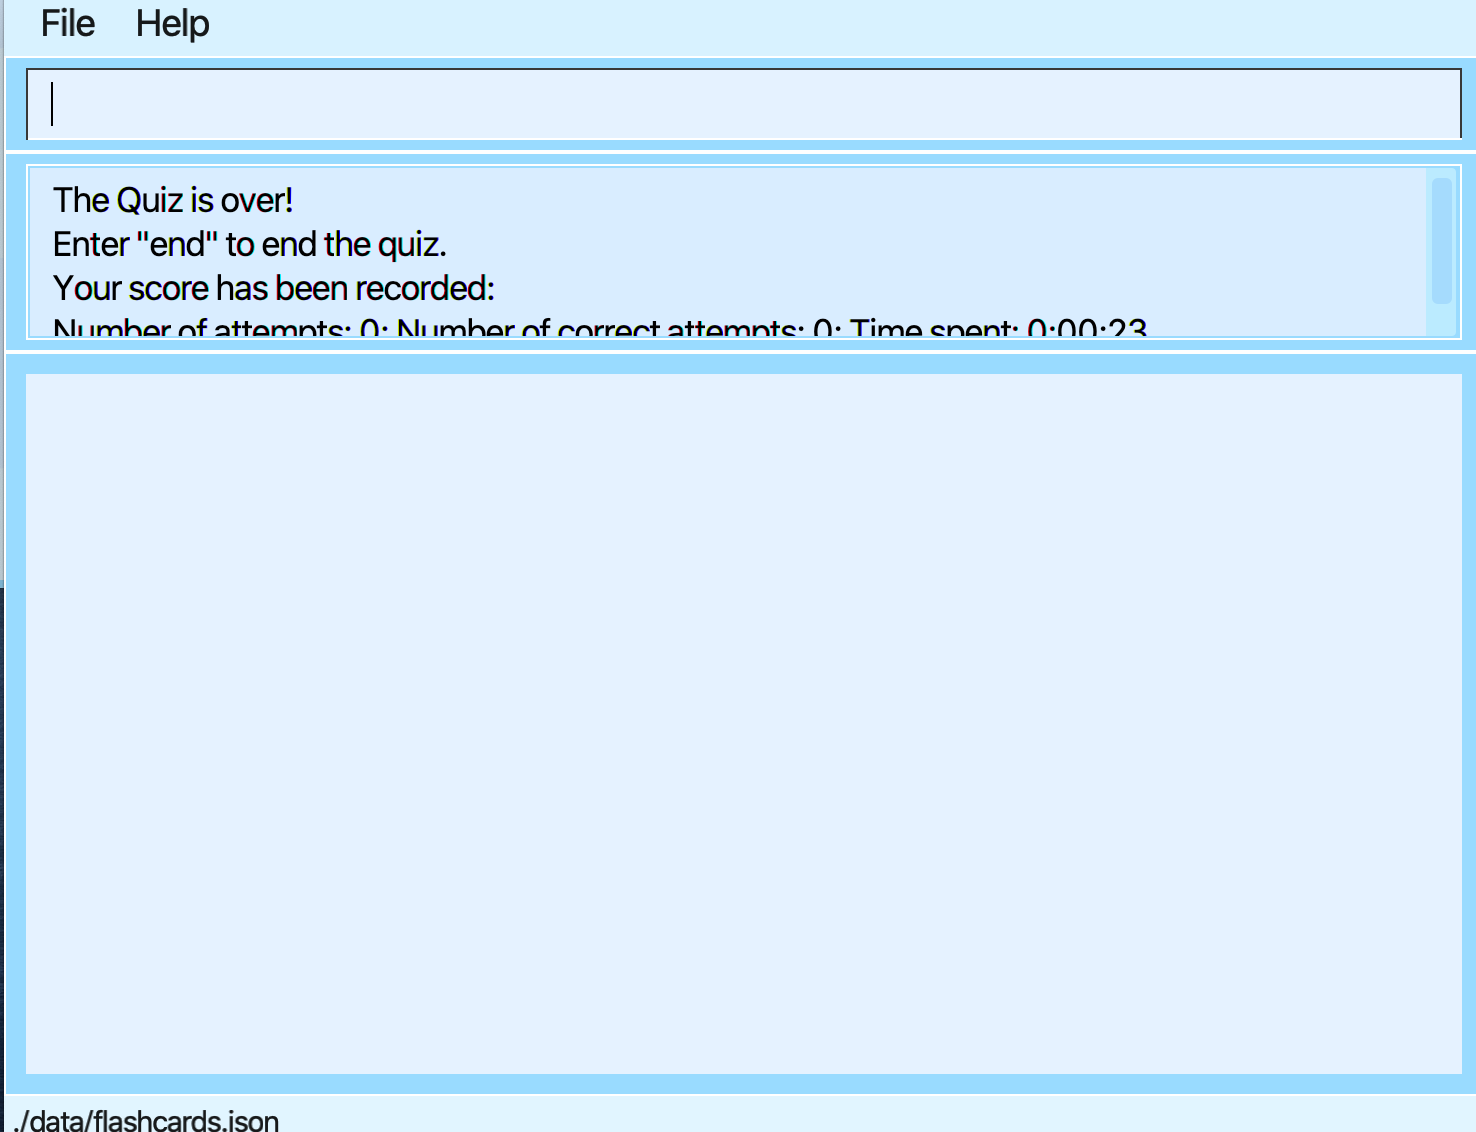 File Help
The Quiz is over!
Enter "end" to end the quiz.
Your score has been recorded:
Number of attempts: 0; Number of correct attempts: 0; Time spent: 0:00:23
./data/flashcards.json